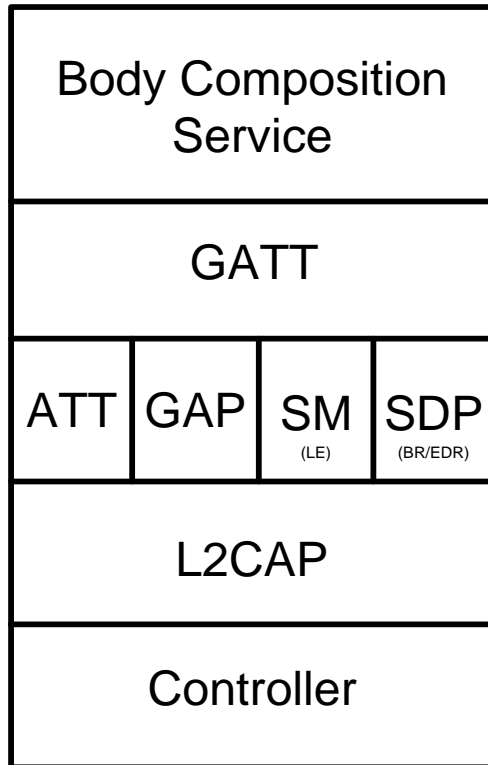 Body Composition
Service
GATT
ATT GAP SM SDP
(LE) (BR/EDR)
L2CAP
Controller